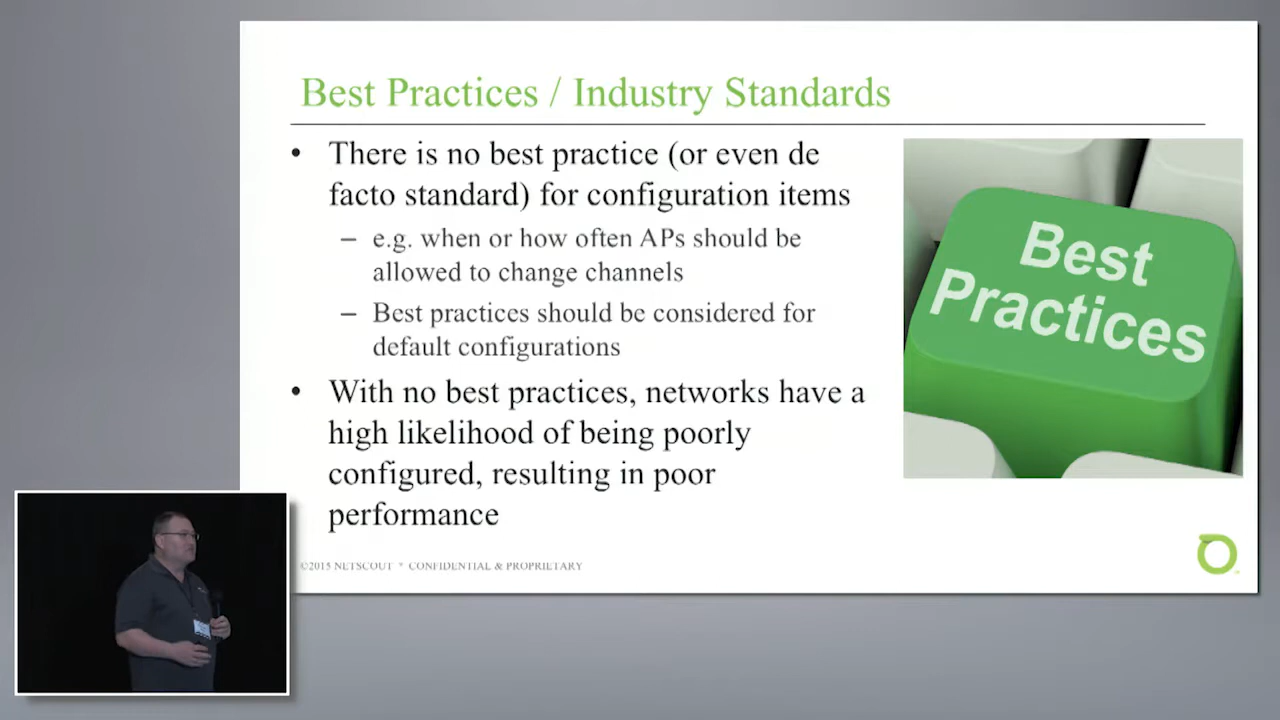 Best Practices / Industry Standards
• There is no best practice (or even de
facto standard) for configuration items
– e.g. when or how often APs should be
allowed to change channels
– Best practices should be considered for
default configurations
• With no best practices, networks have a
high likelihood of being poorly
configured, resulting in poor
performance
Best
Practices
©2015 NETSCOUT * CONFIDENTIAL & PROPRIETARY